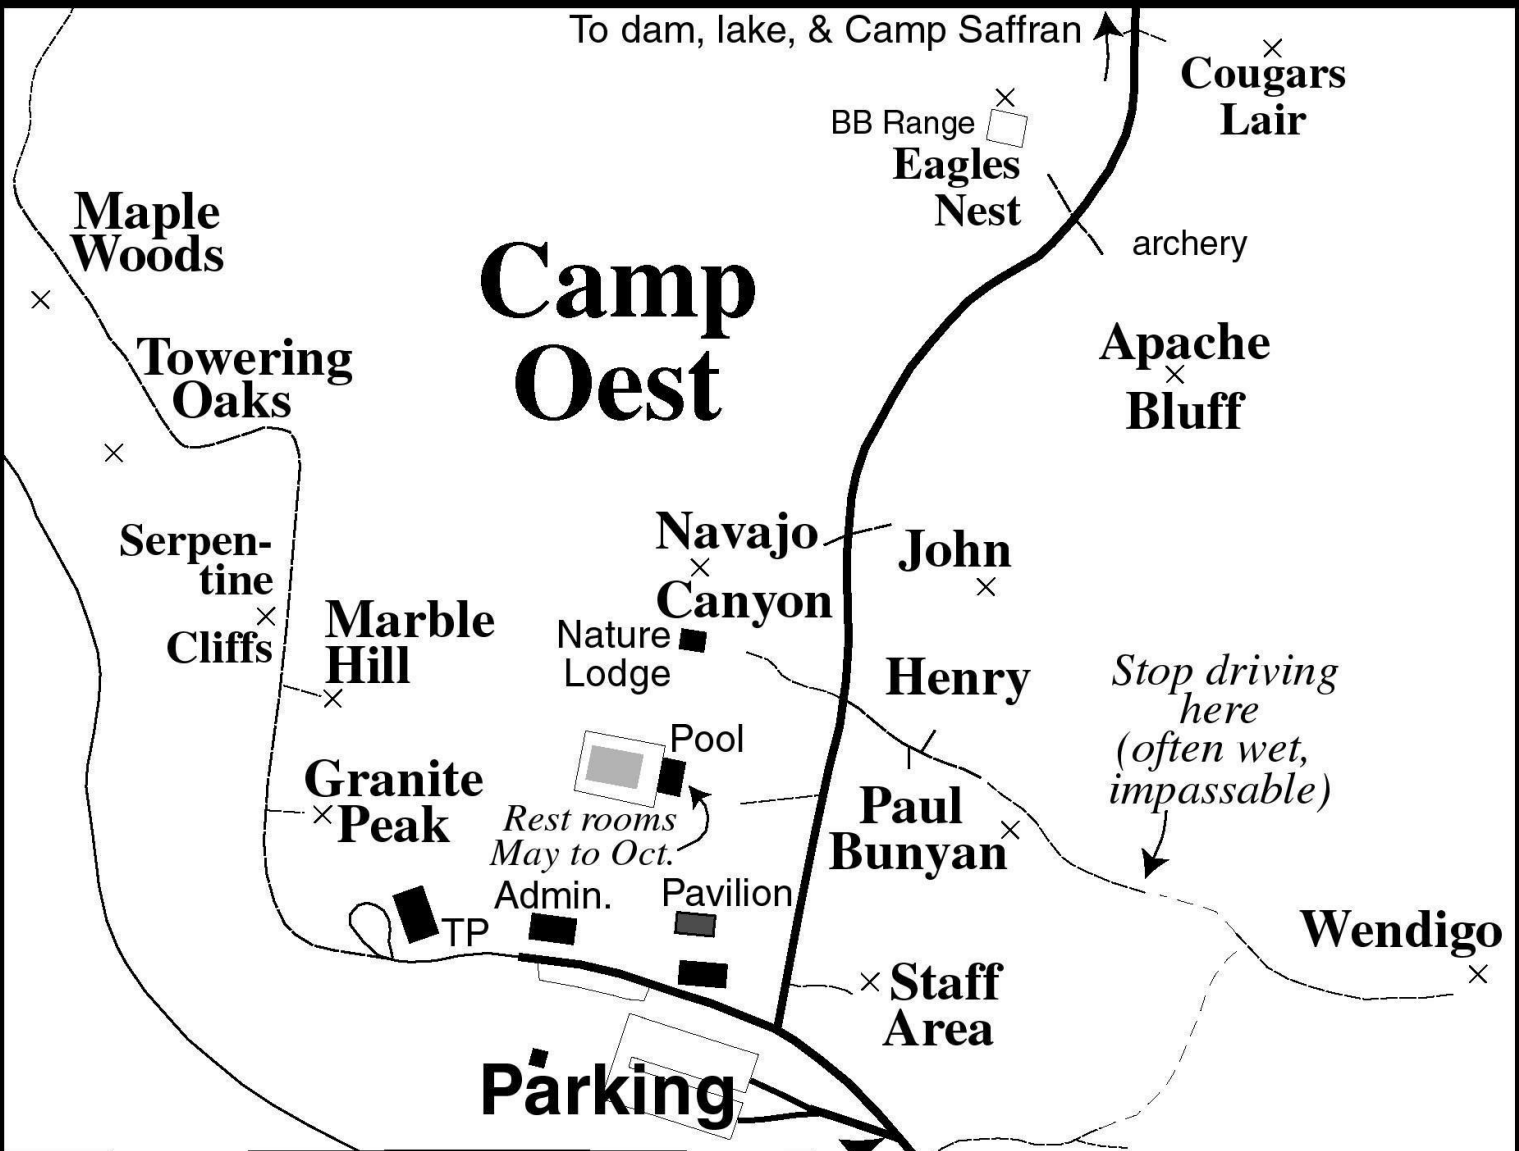 To dam, lake, & Camp Saffran
Cougars
Lair
BB Range
Eagles
Nest
archery
Maple
Woods
Camp
Oest
Towering
Oaks
Apache
Bluff
Serpen-
tine
Cliffs
Navajo
Canyon
John
Marble
Hill
Nature
Lodge
Henry
Stop driving
here
(often wet,
impassable)
Pool
Granite
Peak
Rest rooms
May to Oct.
Paul
Bunyan
Admin.
Pavilion
TP
Wendigo
Staff
Area
Parking